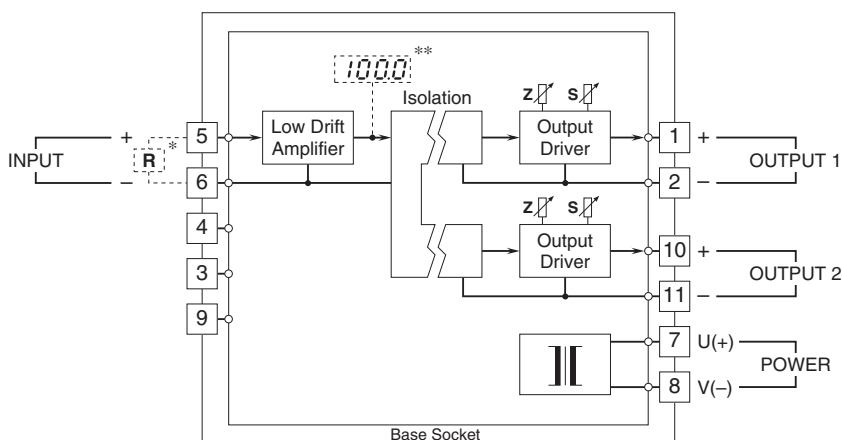 100.0 **
Isolation
Z S
INPUT
+
R *
–
5
6
4
3
9
Low Drift
Amplifier
Output
Driver
1 +
2 –
OUTPUT 1
Z S
Output
Driver
10 +
11 –
OUTPUT 2
7 U(+)
8 V(–)
POWER
Base Socket